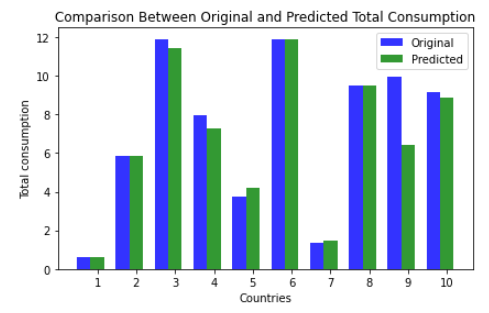 Comparison Between Original and Predicted Total Consumption
Original
Predicted
Total consumption
12
10
8
6
4
2
0
1 2 3 4 5 6 7 8 9 10
Countries